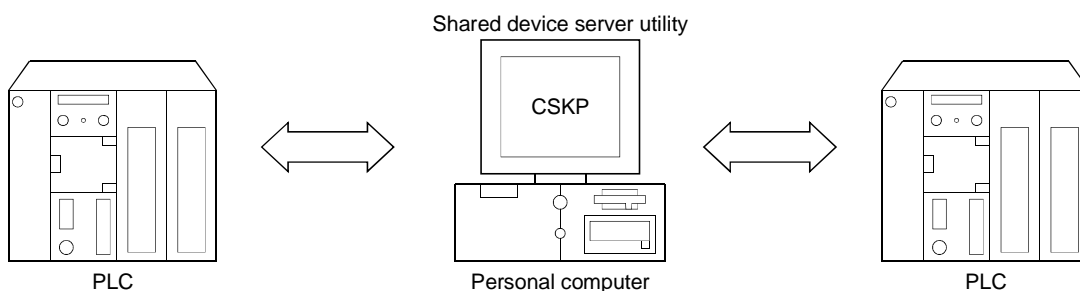 Shared device server utility
CSKP
PLC
Personal computer
PLC